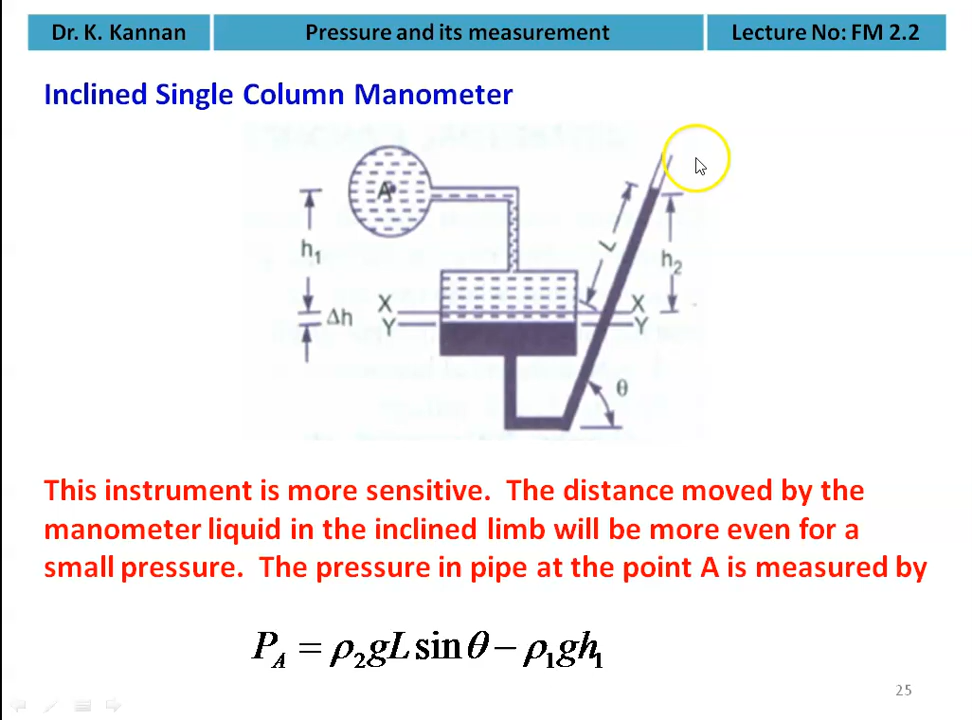 Dr. K. Kannan
Pressure and its measurement
Lecture No: FM 2.2
Inclined Single Column Manometer
A
h₁
L
h₂
X
X
Δh
Y
Y
θ
This instrument is more sensitive. The distance moved by the
manometer liquid in the inclined limb will be more even for a
small pressure. The pressure in pipe at the point A is measured by
P_A = ρ₂gL sin θ − ρ₁gh₁
25